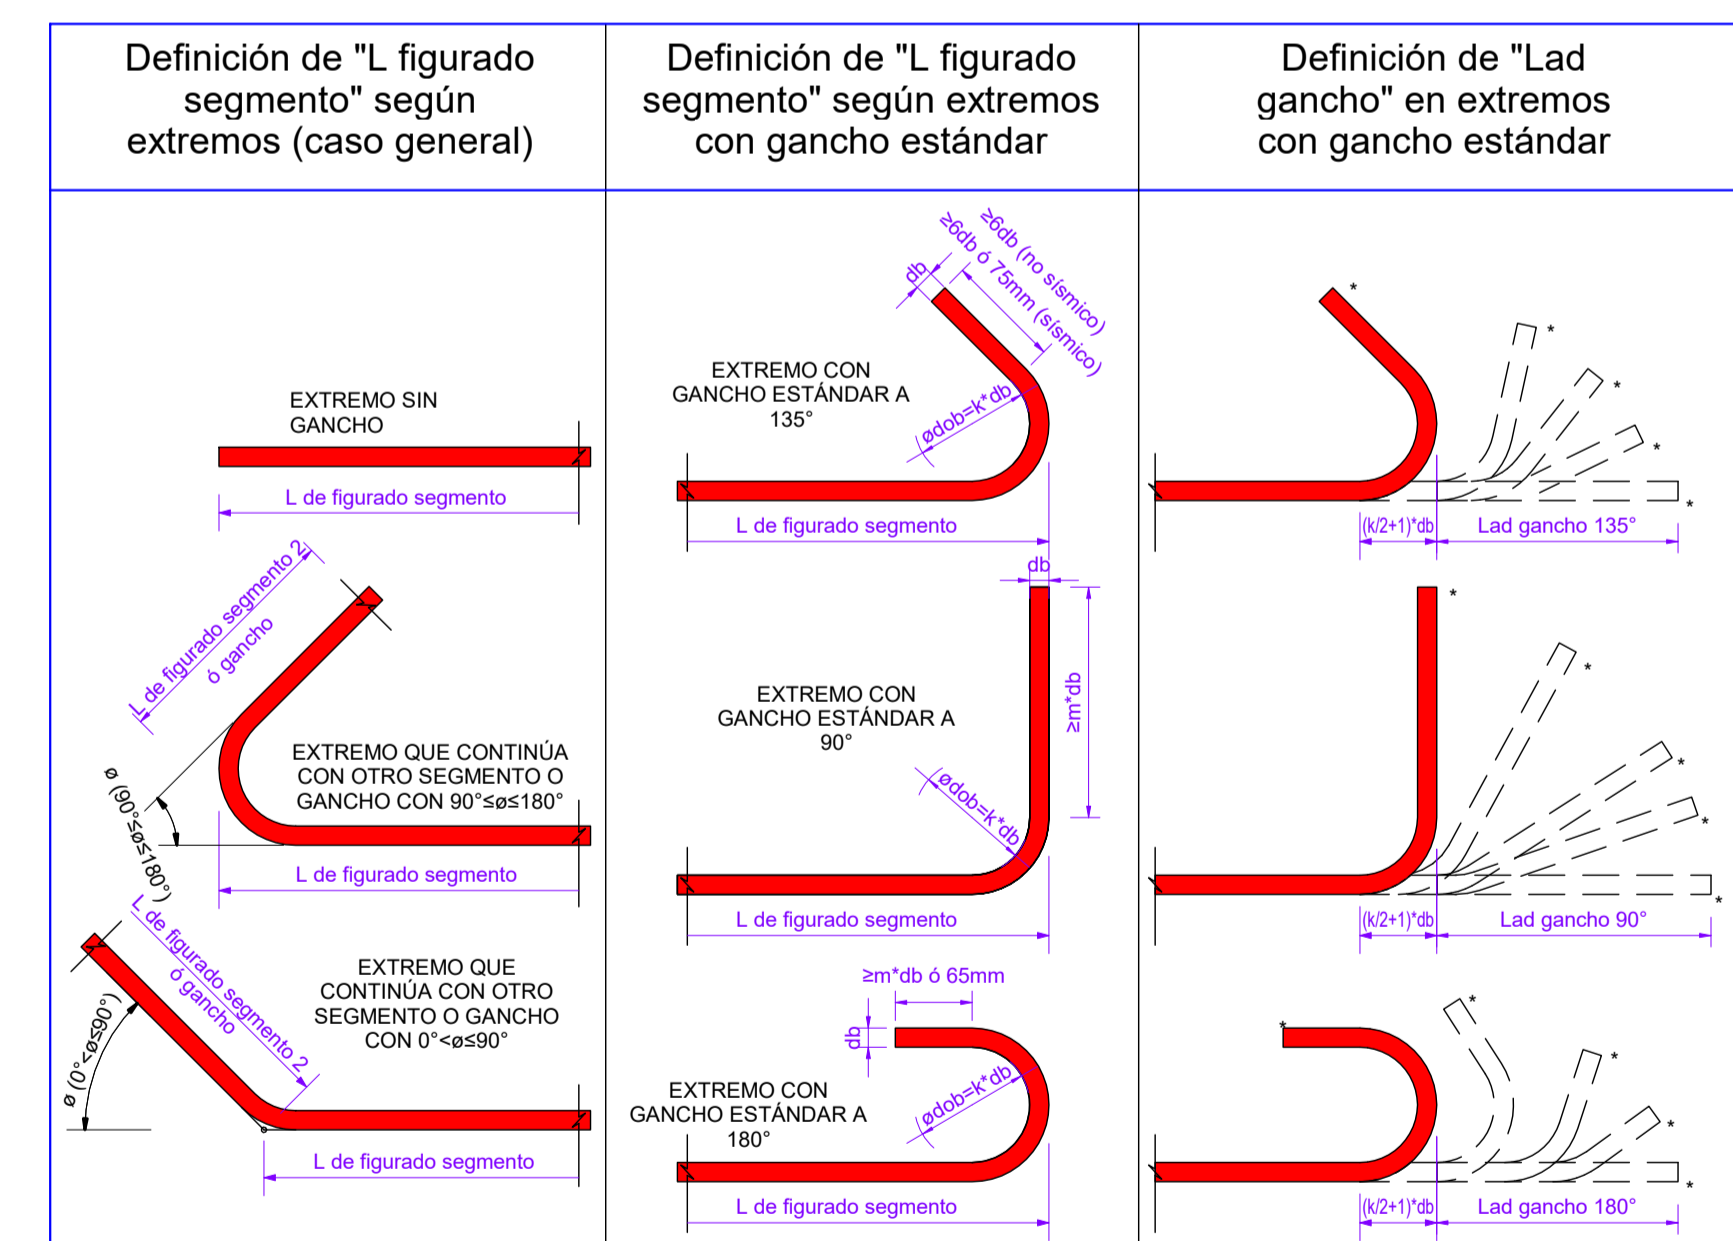 Definición de "L figurado
segmento" según
extremos (caso general)
Definición de "L figurado
segmento" según extremos
con gancho estándar
Definición de "Lad
gancho" en extremos
con gancho estándar
EXTREMO SIN
GANCHO
L de figurado segmento
L de figurado segmento 2
ó gancho
EXTREMO QUE CONTINÚA
CON OTRO SEGMENTO O
GANCHO CON 90°≤ø≤180°
ø (90°≤ø≤180°)
L de figurado segmento
L de figurado segmento 2
ó gancho
EXTREMO QUE
CONTINÚA CON OTRO
SEGMENTO O GANCHO
CON 0°<ø≤90°
ø (0°<ø≤90°)
L de figurado segmento
≥6db (no sísmico)
≥6db ó 75mm (sísmico)
db
EXTREMO CON
GANCHO ESTÁNDAR A
135°
ødob=k*db
L de figurado segmento
db
EXTREMO CON
GANCHO ESTÁNDAR A
90°
≥m*db
ødob=k*db
L de figurado segmento
≥m*db ó 65mm
db
EXTREMO CON
GANCHO ESTÁNDAR A
180°
ødob=k*db
L de figurado segmento
*
*
*
*
*
(k/2+1)*db
Lad gancho 135°
*
*
*
*
*
(k/2+1)*db
Lad gancho 90°
*
*
*
*
*
(k/2+1)*db
Lad gancho 180°